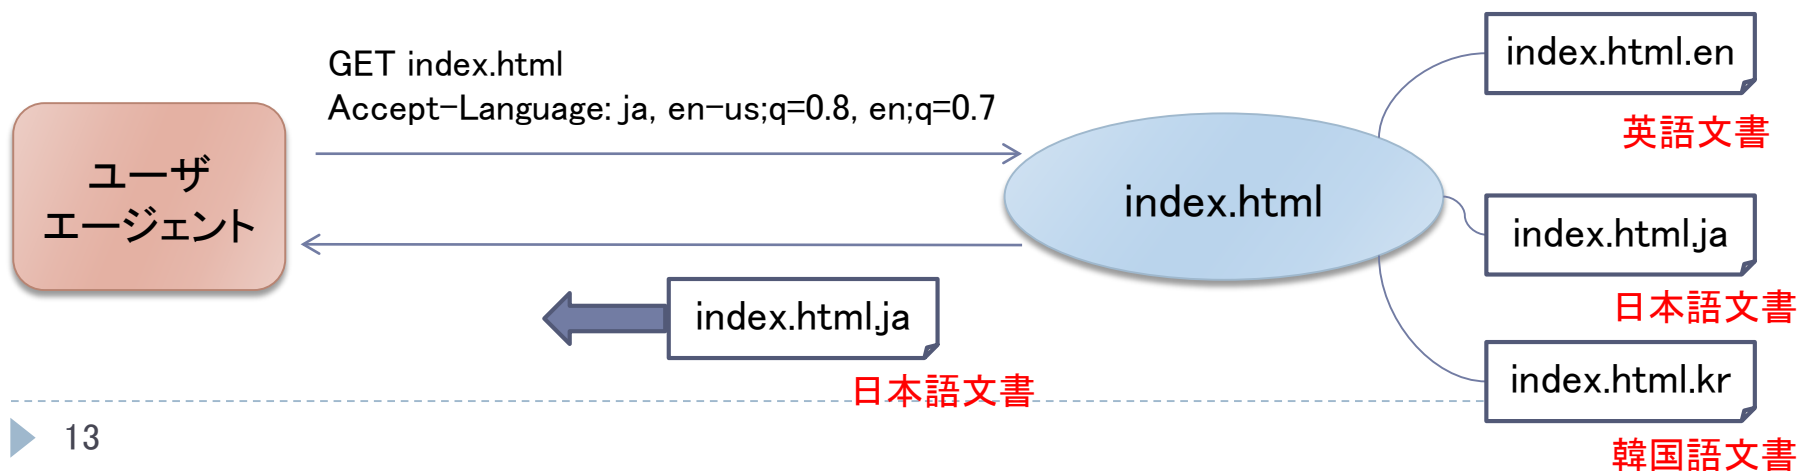 GET index.html
Accept-Language: ja, en-us;q=0.8, en;q=0.7
ユーザ
エージェント
index.html
index.html.en
英語文書
index.html.ja
日本語文書
index.html.kr
韓国語文書
index.html.ja
日本語文書
13